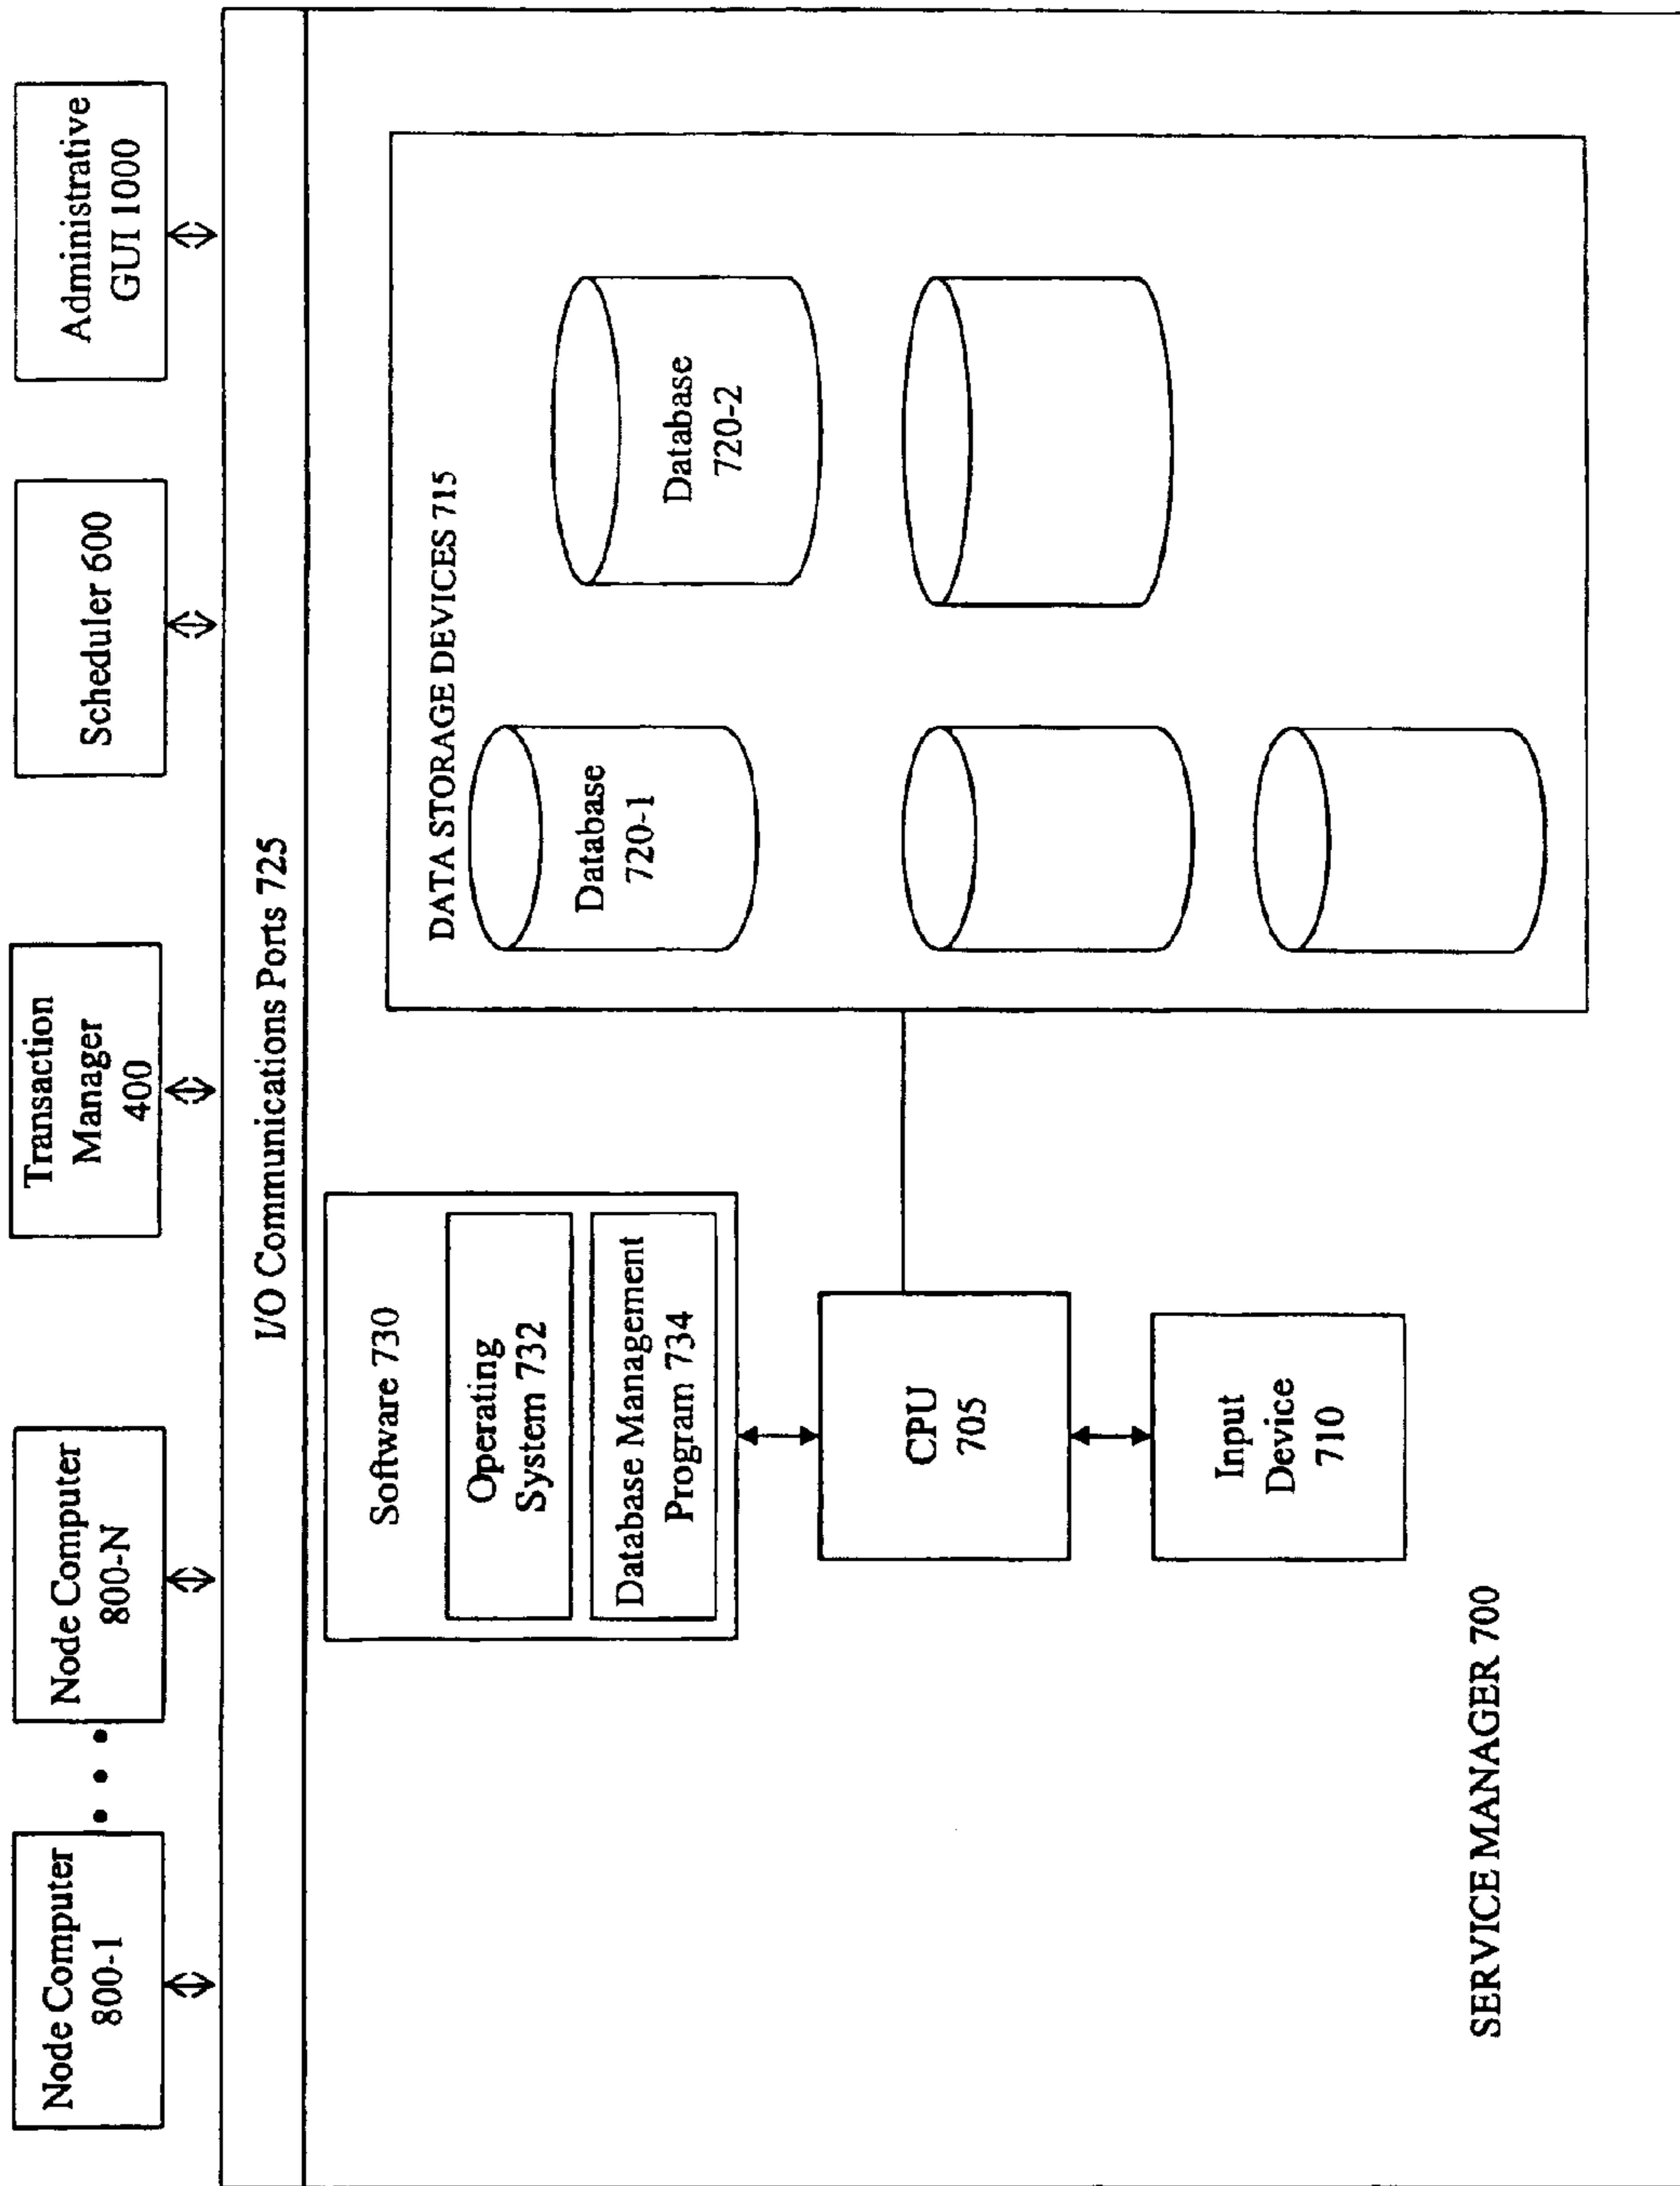 Node Computer
800-1
Node Computer
800-N
Transaction
Manager
400
Scheduler 600
Administrative
GUI 1000
I/O Communications Ports 725
Software 730
Operating
System 732
Database Management
Program 734
CPU
705
Input
Device
710
DATA STORAGE DEVICES 715
Database
720-1
Database
720-2
SERVICE MANAGER 700